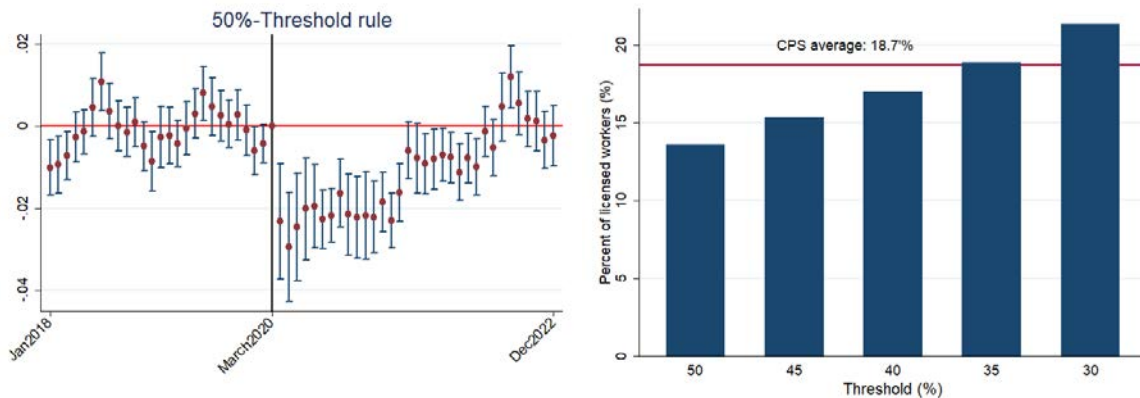 50%-Threshold rule
.02
0
-.02
-.04
Jan2018
March2020
Dec2022
CPS average: 18.7%
Percent of licensed workers (%)
20
15
10
5
0
50 45 40 35 30
Threshold (%)